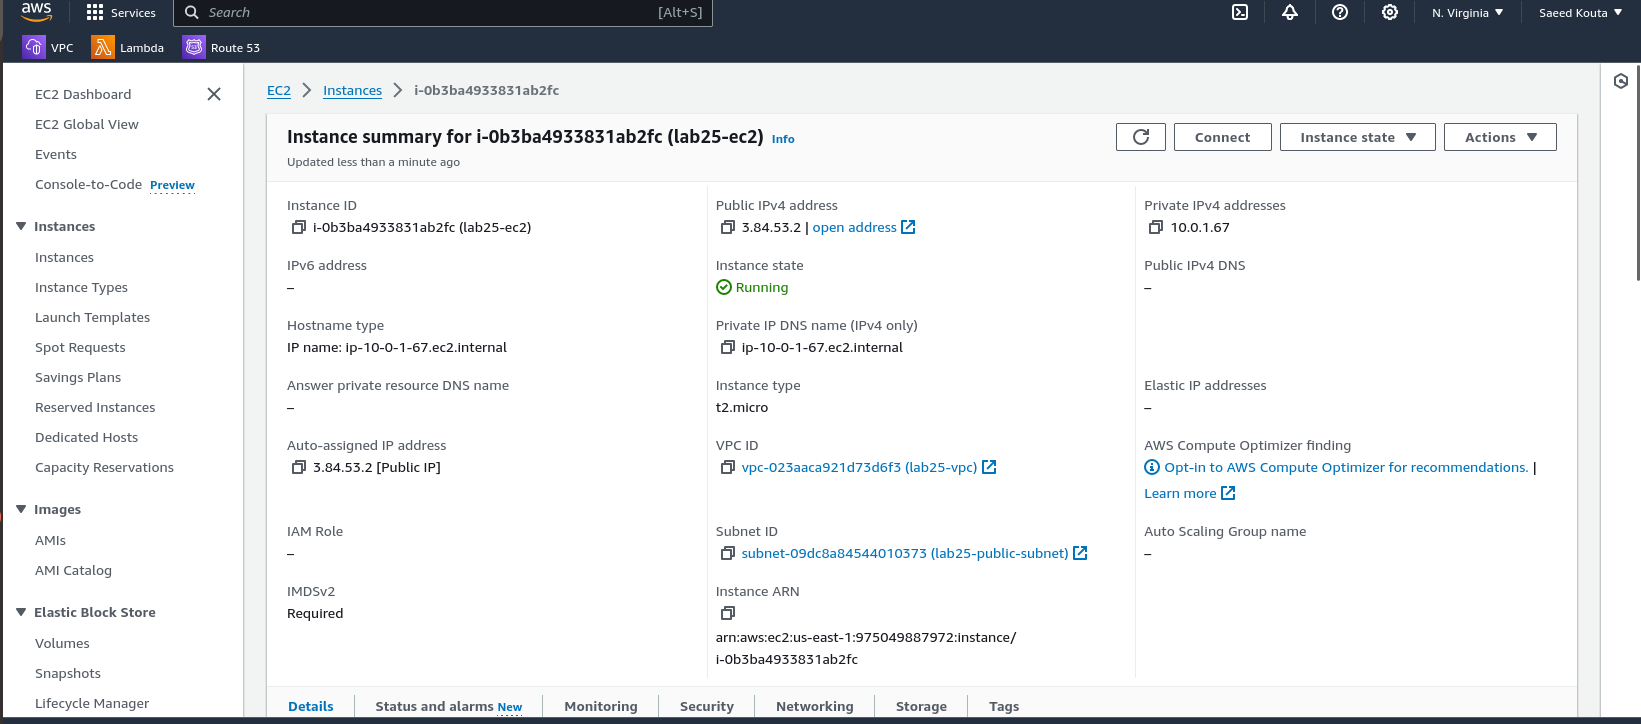 aws
Services
Search
[Alt+S]
N. Virginia
Saeed Kouta
VPC
Lambda
Route 53
EC2 Dashboard
EC2 Global View
Events
Console-to-Code Preview
Instances
Instances
Instance Types
Launch Templates
Spot Requests
Savings Plans
Reserved Instances
Dedicated Hosts
Capacity Reservations
Images
AMIs
AMI Catalog
Elastic Block Store
Volumes
Snapshots
Lifecycle Manager
EC2 > Instances > i-0b3ba4933831ab2fc
Instance summary for i-0b3ba4933831ab2fc (lab25-ec2) Info
Updated less than a minute ago
Connect
Instance state
Actions
Instance ID
i-0b3ba4933831ab2fc (lab25-ec2)
Public IPv4 address
3.84.53.2 | open address
Private IPv4 addresses
10.0.1.67
IPv6 address
–
Instance state
Running
Public IPv4 DNS
–
Hostname type
IP name: ip-10-0-1-67.ec2.internal
Private IP DNS name (IPv4 only)
ip-10-0-1-67.ec2.internal
Answer private resource DNS name
–
Instance type
t2.micro
Elastic IP addresses
–
Auto-assigned IP address
3.84.53.2 [Public IP]
VPC ID
vpc-023aaca921d73d6f3 (lab25-vpc)
AWS Compute Optimizer finding
Opt-in to AWS Compute Optimizer for recommendations. |
Learn more
IAM Role
–
Subnet ID
subnet-09dc8a84544010373 (lab25-public-subnet)
Auto Scaling Group name
–
IMDSv2
Required
Instance ARN
arn:aws:ec2:us-east-1:975049887972:instance/
i-0b3ba4933831ab2fc
Details
Status and alarms New
Monitoring
Security
Networking
Storage
Tags